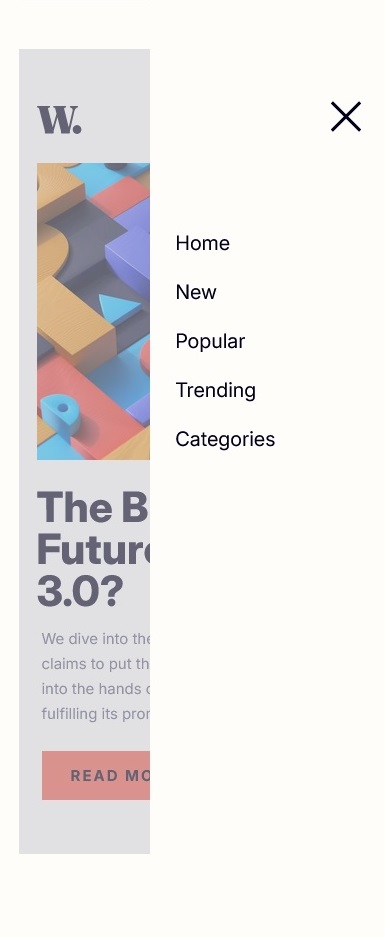 W.
Home
New
Popular
Trending
Categories
The B
Future
3.0?
We dive into the
claims to put th
into the hands o
fulfilling its pro
READ MO